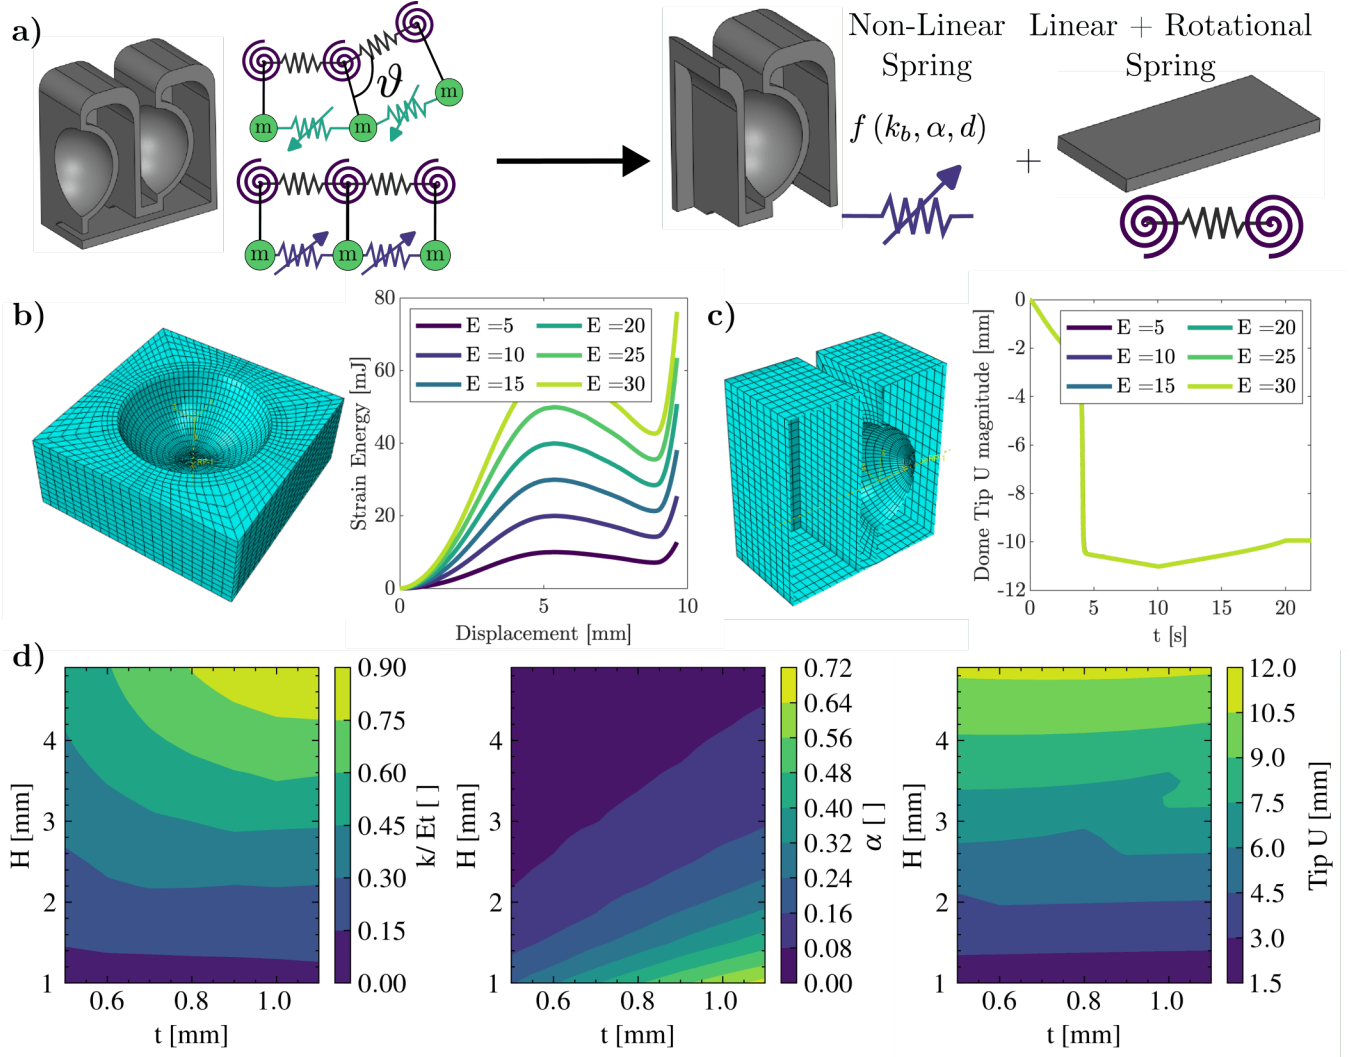 a)
ϑ
m
m
m
m
m
m
Non-Linear
Spring
f (k_b, α, d)
+
Linear + Rotational
Spring
b)
80
60
40
20
0
Strain Energy [mJ]
E =5
E =10
E =15
E =20
E =25
E =30
0
5
10
Displacement [mm]
c)
0
-2
-4
-6
-8
-10
-12
Dome Tip U magnitude [mm]
E =5
E =10
E =15
E =20
E =25
E =30
0
5
10
15
20
t [s]
d)
4
3
2
1
H [mm]
0.6
0.8
1.0
t [mm]
0.90
0.75
0.60
0.45
0.30
0.15
0.00
k/ Et [ ]
4
3
2
1
H [mm]
0.6
0.8
1.0
t [mm]
0.72
0.64
0.56
0.48
0.40
0.32
0.24
0.16
0.08
0.00
α [ ]
4
3
2
1
H [mm]
0.6
0.8
1.0
t [mm]
12.0
10.5
9.0
7.5
6.0
4.5
3.0
1.5
Tip U [mm]